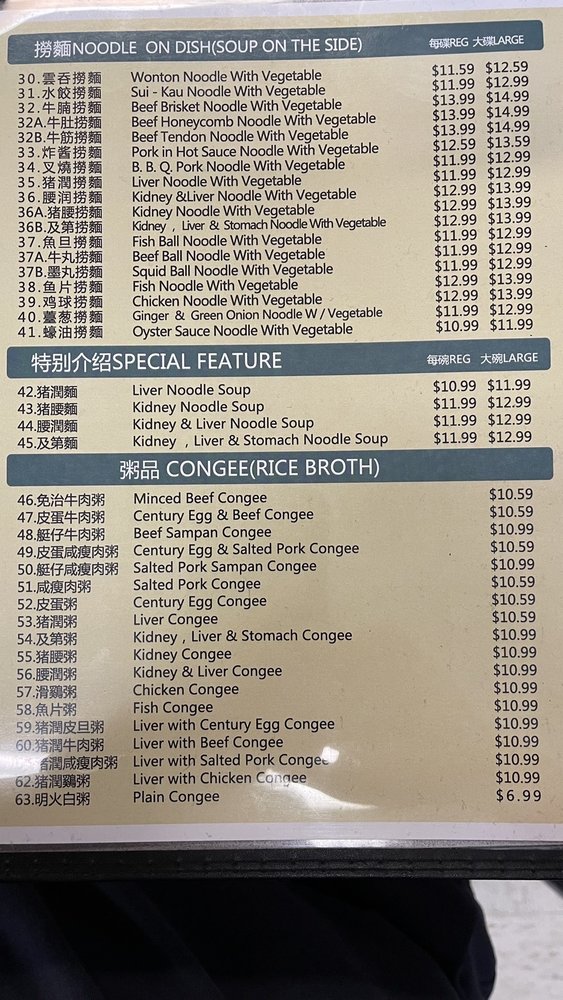 撈麵NOODLE ON DISH(SOUP ON THE SIDE) 每碟REG 大碟LARGE
30.雲吞撈麵 Wonton Noodle With Vegetable $11.59 $12.59
31.水餃撈麵 Sui - Kau Noodle With Vegetable $11.99 $12.99
32.牛腩撈麵 Beef Brisket Noodle With Vegetable $13.99 $14.99
32A.牛肚撈麵 Beef Honeycomb Noodle With Vegetable $13.99 $14.99
32B.牛筋撈麵 Beef Tendon Noodle With Vegetable $13.99 $14.99
33.炸酱撈麵 Pork in Hot Sauce Noodle With Vegetable $12.59 $13.59
34.叉燒撈麵 B. B. Q. Pork Noodle With Vegetable $11.99 $12.99
35.猪潤撈麵 Liver Noodle With Vegetable $11.99 $12.99
36.腰润撈麵 Kidney &Liver Noodle With Vegetable $12.99 $13.99
36A.猪腰撈麵 Kidney Noodle With Vegetable $12.99 $13.99
36B.及第撈麵 Kidney , Liver & Stomach Noodle With Vegetable $12.99 $13.99
37.魚旦撈麵 Fish Ball Noodle With Vegetable $11.99 $12.99
37A.牛丸撈麵 Beef Ball Noodle With Vegetable $11.99 $12.99
37B.墨丸撈麵 Squid Ball Noodle With Vegetable $11.99 $12.99
38.鱼片撈麵 Fish Noodle With Vegetable $12.99 $13.99
39.鸡球撈麵 Chicken Noodle With Vegetable $12.99 $13.99
40.薑葱撈麵 Ginger & Green Onion Noodle W / Vegetable $11.99 $12.99
41.蠔油撈麵 Oyster Sauce Noodle With Vegetable $10.99 $11.99
特别介绍SPECIAL FEATURE 每碗REG 大碗LARGE
42.猪潤麵 Liver Noodle Soup $10.99 $11.99
43.猪腰麵 Kidney Noodle Soup $11.99 $12.99
44.腰潤麵 Kidney & Liver Noodle Soup $11.99 $12.99
45.及第麵 Kidney , Liver & Stomach Noodle Soup $11.99 $12.99
粥品 CONGEE(RICE BROTH)
46.免治牛肉粥 Minced Beef Congee $10.59
47.皮蛋牛肉粥 Century Egg & Beef Congee $10.59
48.艇仔牛肉粥 Beef Sampan Congee $10.99
49.皮蛋咸瘦肉粥 Century Egg & Salted Pork Congee $10.59
50.艇仔咸瘦肉粥 Salted Pork Sampan Congee $10.99
51.咸瘦肉粥 Salted Pork Congee $10.59
52.皮蛋粥 Century Egg Congee $10.59
53.猪潤粥 Liver Congee $10.59
54.及第粥 Kidney , Liver & Stomach Congee $10.99
55.猪腰粥 Kidney Congee $10.99
56.腰潤粥 Kidney & Liver Congee $10.99
57.滑鷄粥 Chicken Congee $10.99
58.魚片粥 Fish Congee $10.99
59.猪潤皮旦粥 Liver with Century Egg Congee $10.99
60.猪潤牛肉粥 Liver with Beef Congee $10.99
猪潤咸瘦肉粥 Liver with Salted Pork Congee $10.99
62.猪潤鷄粥 Liver with Chicken Congee $10.99
63.明火白粥 Plain Congee $6.99